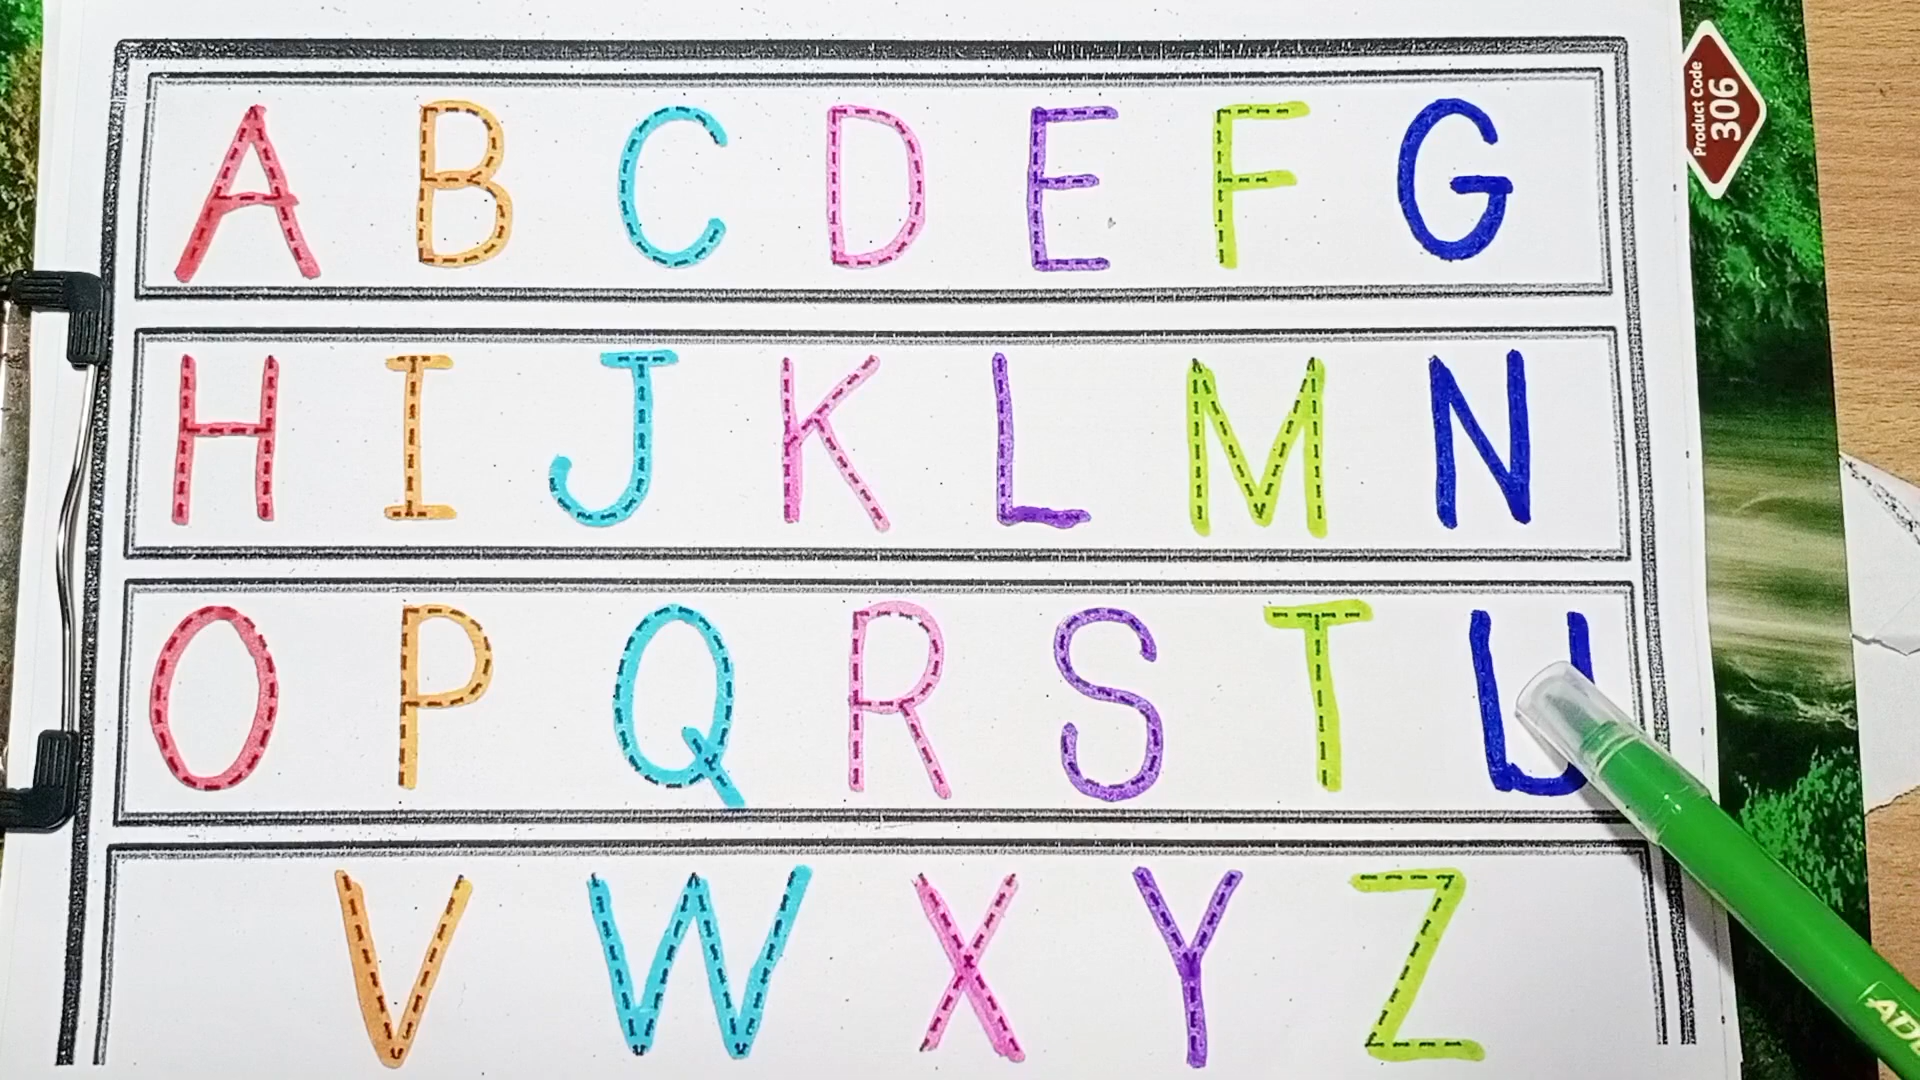 A B C D E F G
H I J K L M N
O P Q R S T U
V W X Y Z
Product Code
306